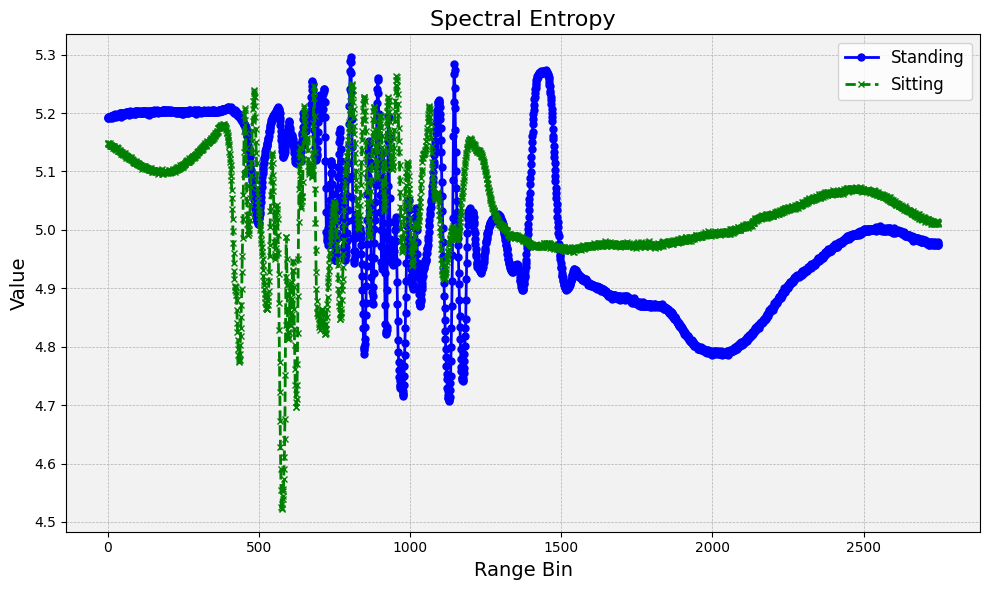 Spectral Entropy
Standing
Sitting
Value
5.3
5.2
5.1
5.0
4.9
4.8
4.7
4.6
4.5
0 500 1000 1500 2000 2500
Range Bin